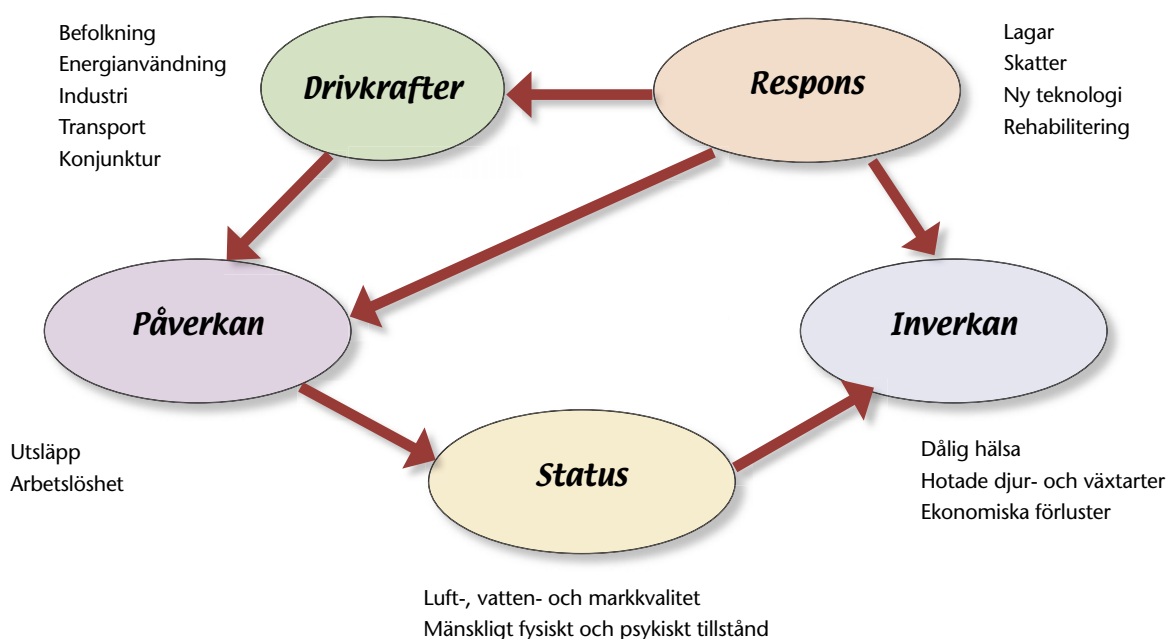 Befolkning
Energianvändning
Industri
Transport
Konjunktur
Drivkrafter
Respons
Lagar
Skatter
Ny teknologi
Rehabilitering
Påverkan
Inverkan
Utsläpp
Arbetslöshet
Status
Dålig hälsa
Hotade djur- och växtarter
Ekonomiska förluster
Luft-, vatten- och markkvalitet
Mänskligt fysiskt och psykiskt tillstånd